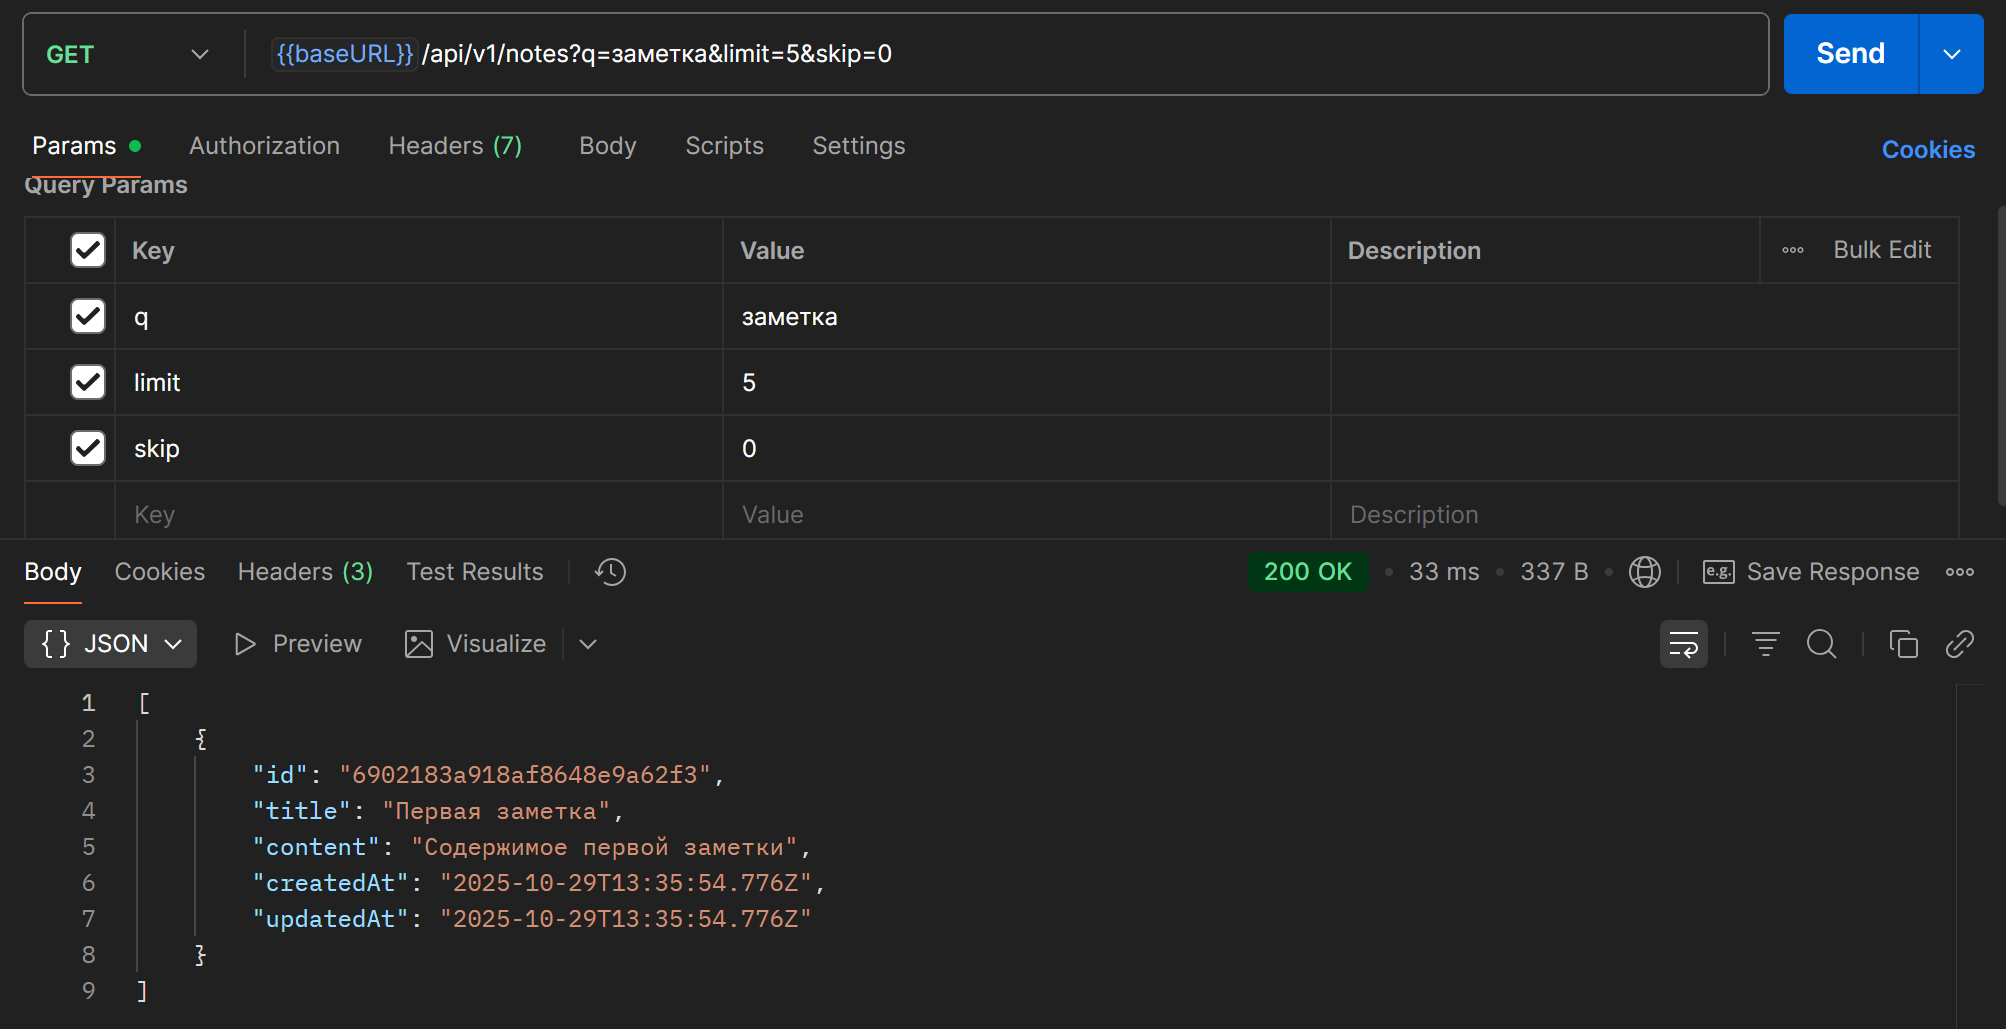 GET {{baseURL}}/api/v1/notes?q=заметка&limit=5&skip=0 Send
Params Authorization Headers (7) Body Scripts Settings Cookies
Query Params
Key Value Description Bulk Edit
q заметка
limit 5
skip 0
Key Value Description
Body Cookies Headers (3) Test Results 200 OK 33 ms 337 B e.g. Save Response
{} JSON Preview Visualize
1 [
2 {
3 "id": "6902183a918af8648e9a62f3",
4 "title": "Первая заметка",
5 "content": "Содержимое первой заметки",
6 "createdAt": "2025-10-29T13:35:54.776Z",
7 "updatedAt": "2025-10-29T13:35:54.776Z"
8 }
9 ]